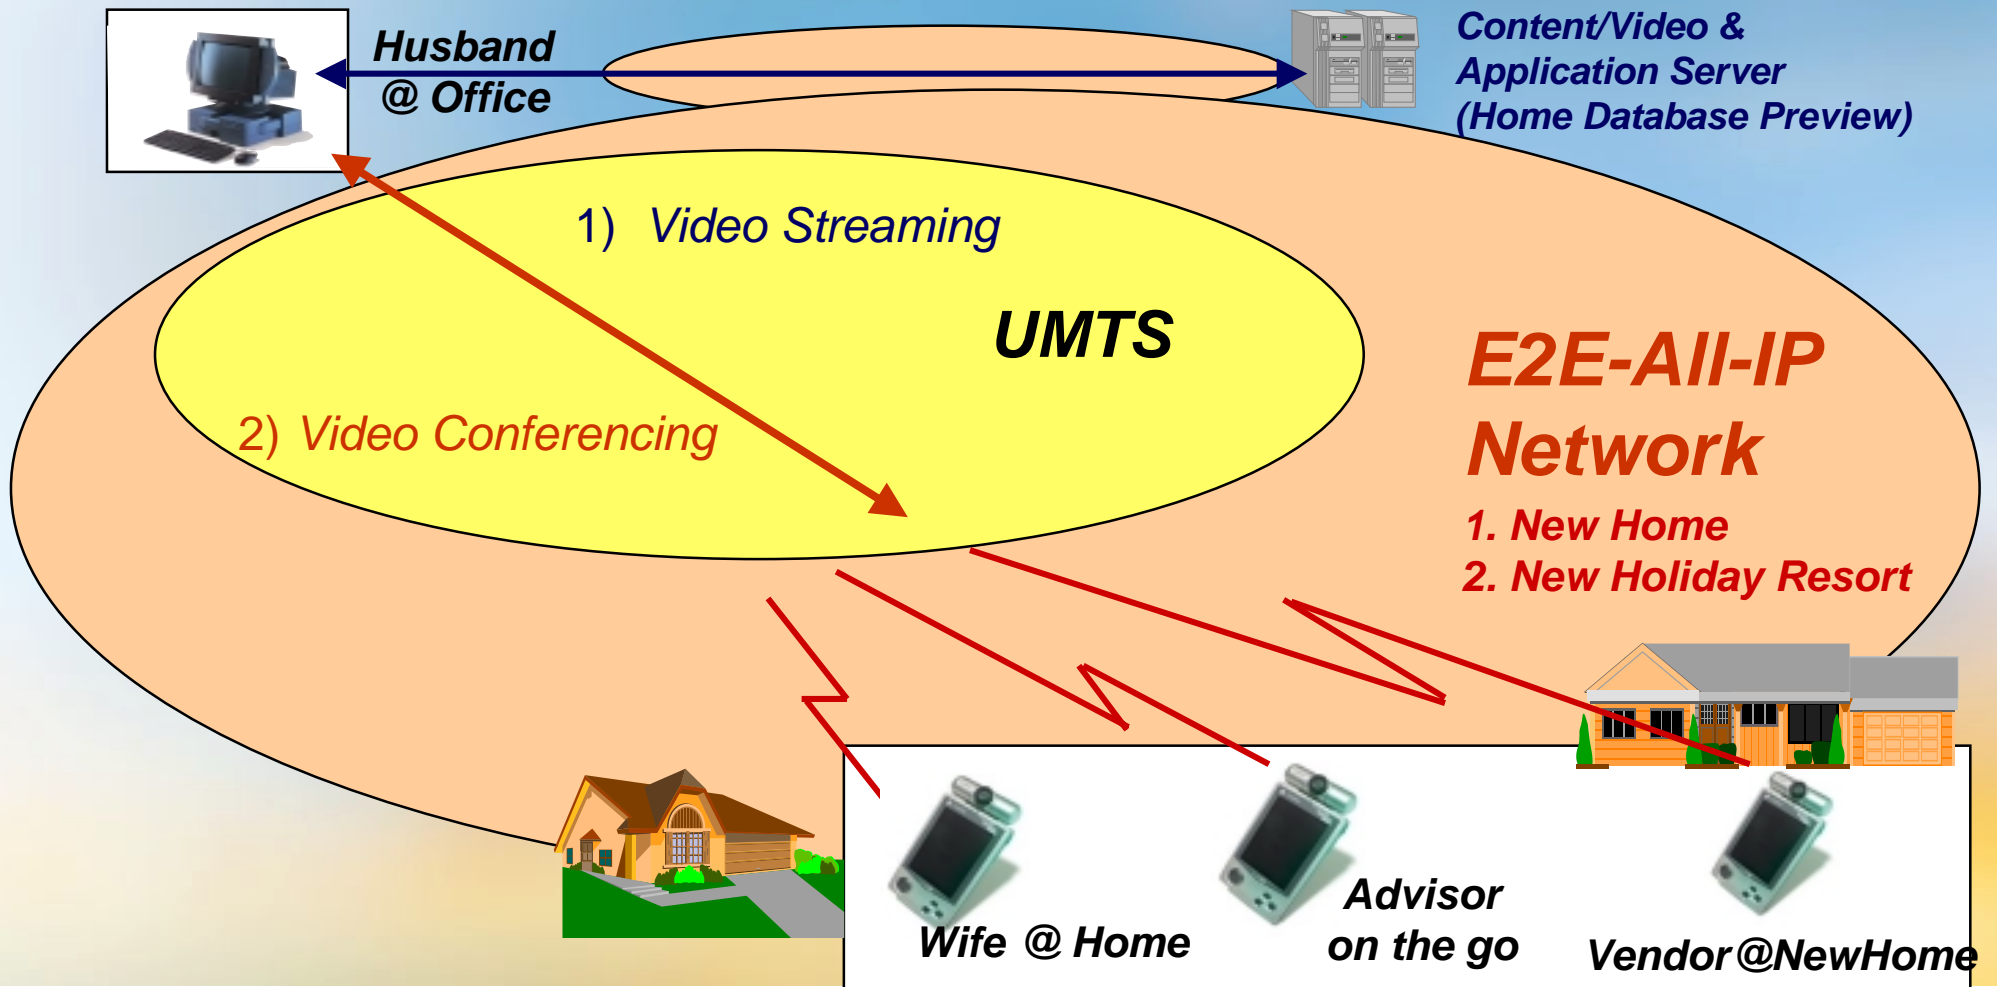 Husband
@ Office
Content/Video &
Application Server
(Home Database Preview)
1) Video Streaming
UMTS
E2E-All-IP
Network
2) Video Conferencing
1. New Home
2. New Holiday Resort
Wife @ Home
Advisor
on the go
Vendor@NewHome